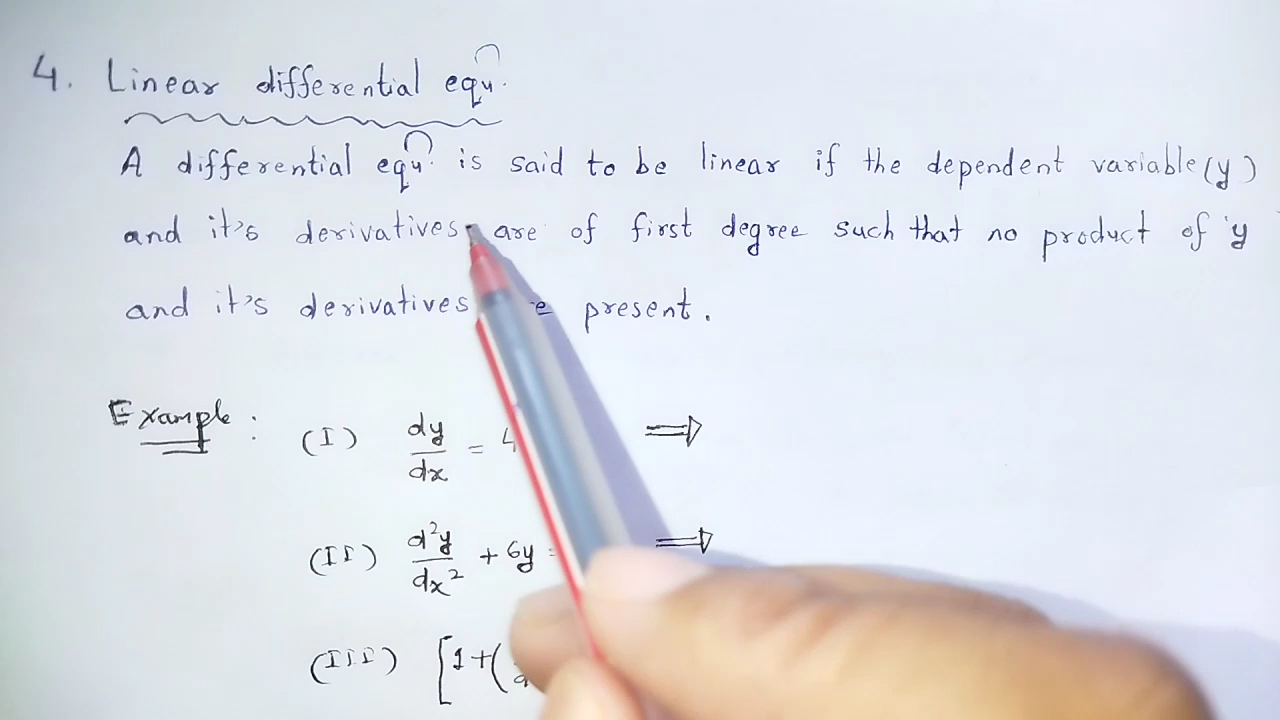 4. Linear differential equn.
A differential equn. is said to be linear if the dependent variable (y)
and it's derivatives are of first degree such that no product of y
and it's derivatives present.
Example : (I) dy/dx = 4 ⇒
(II) d²y/dx² + 6y = ⇒
(III) [1+(